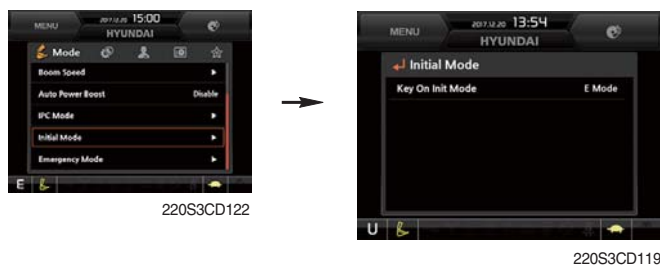 MENU
2017.12.20 15:00
HYUNDAI
Mode
Boom Speed
Auto Power Boost Disable
IPC Mode
Initial Mode
Emergency Mode
E
220S3CD122
MENU
2017.12.20 13:54
HYUNDAI
Initial Mode
Key On Init Mode E Mode
U
220S3CD119